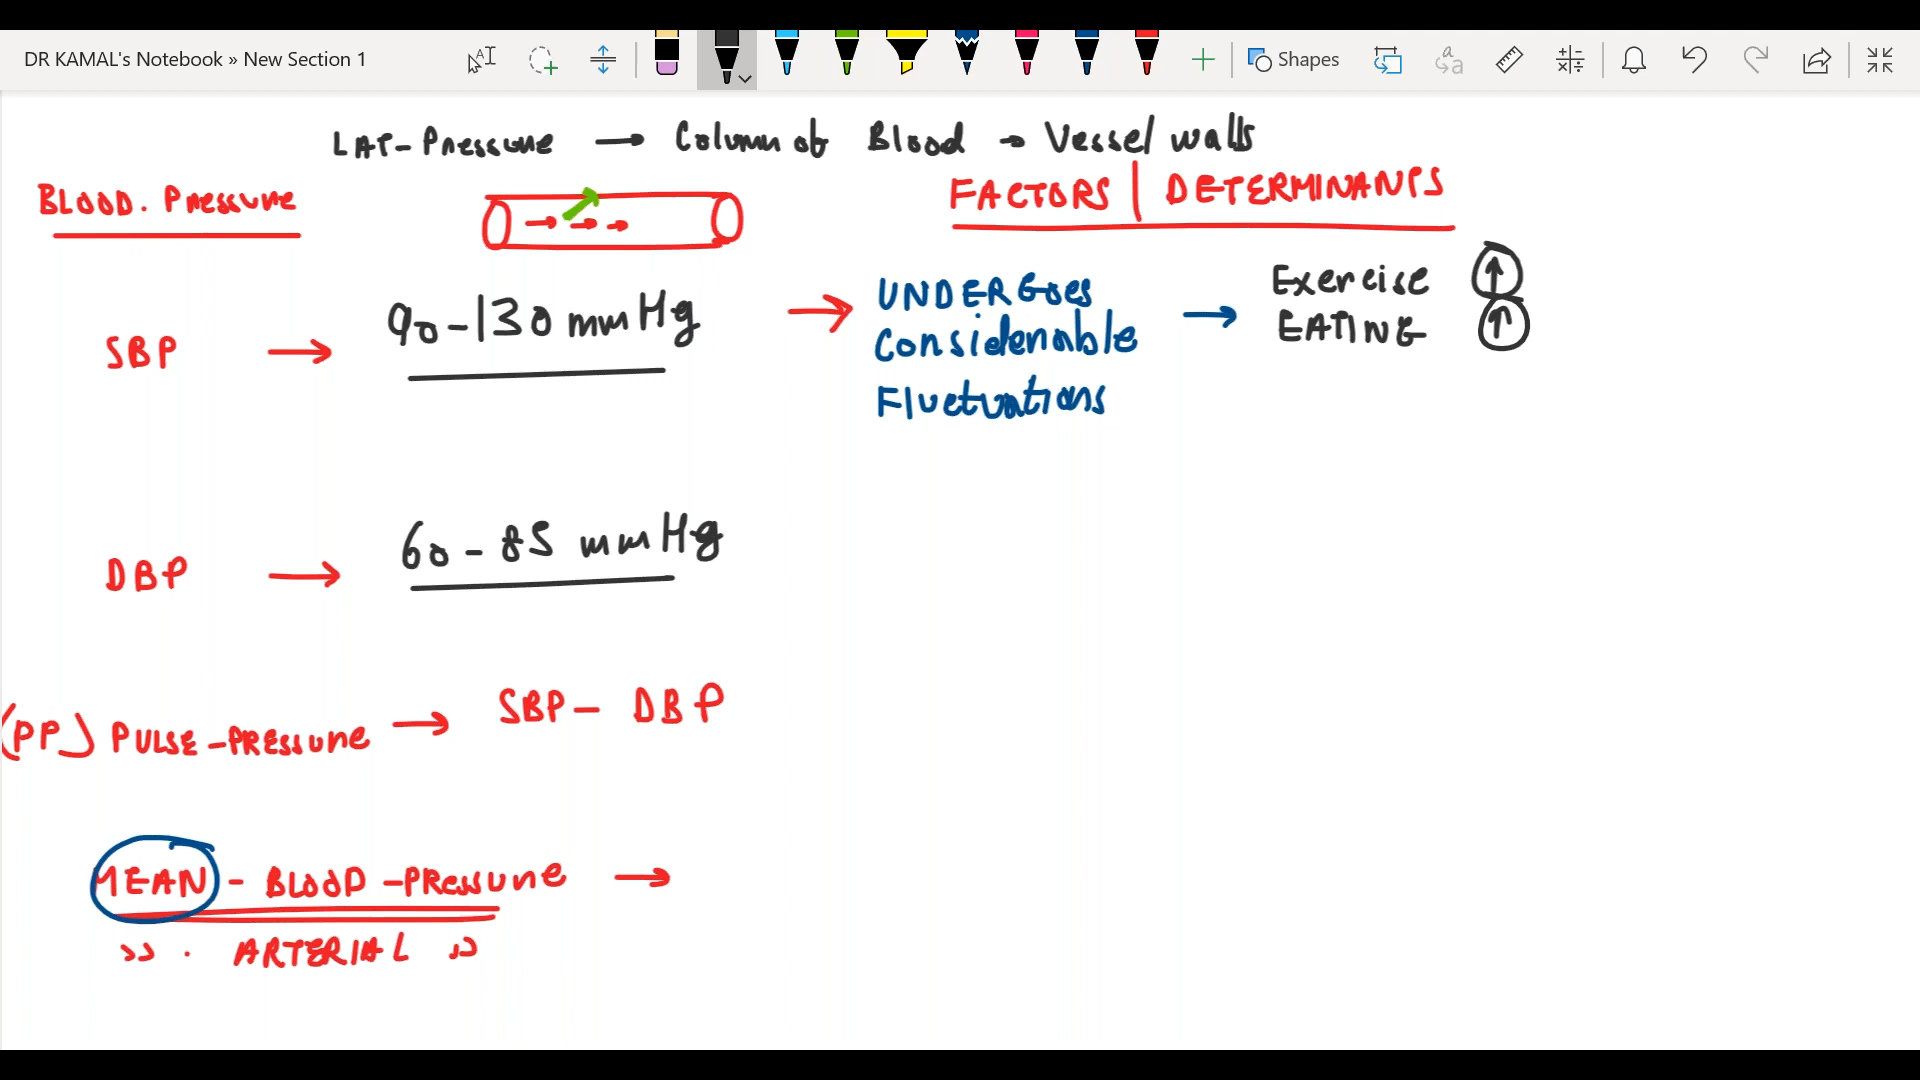 DR KAMAL's Notebook » New Section 1
Shapes
LAT-Pressure → Column of Blood → Vessel walls
BLOOD. Pressure
FACTORS | DETERMINANTS
SBP → 90-130 mmHg → UNDERGoes Considerable Fluctuations → Exercise ↑
EATING ↑
DBP → 60-85 mmHg
(PP) PULSE-PRESSURE → SBP - DBP
MEAN - BLOOD -PRessure →
,, . ARTERIAL ,,